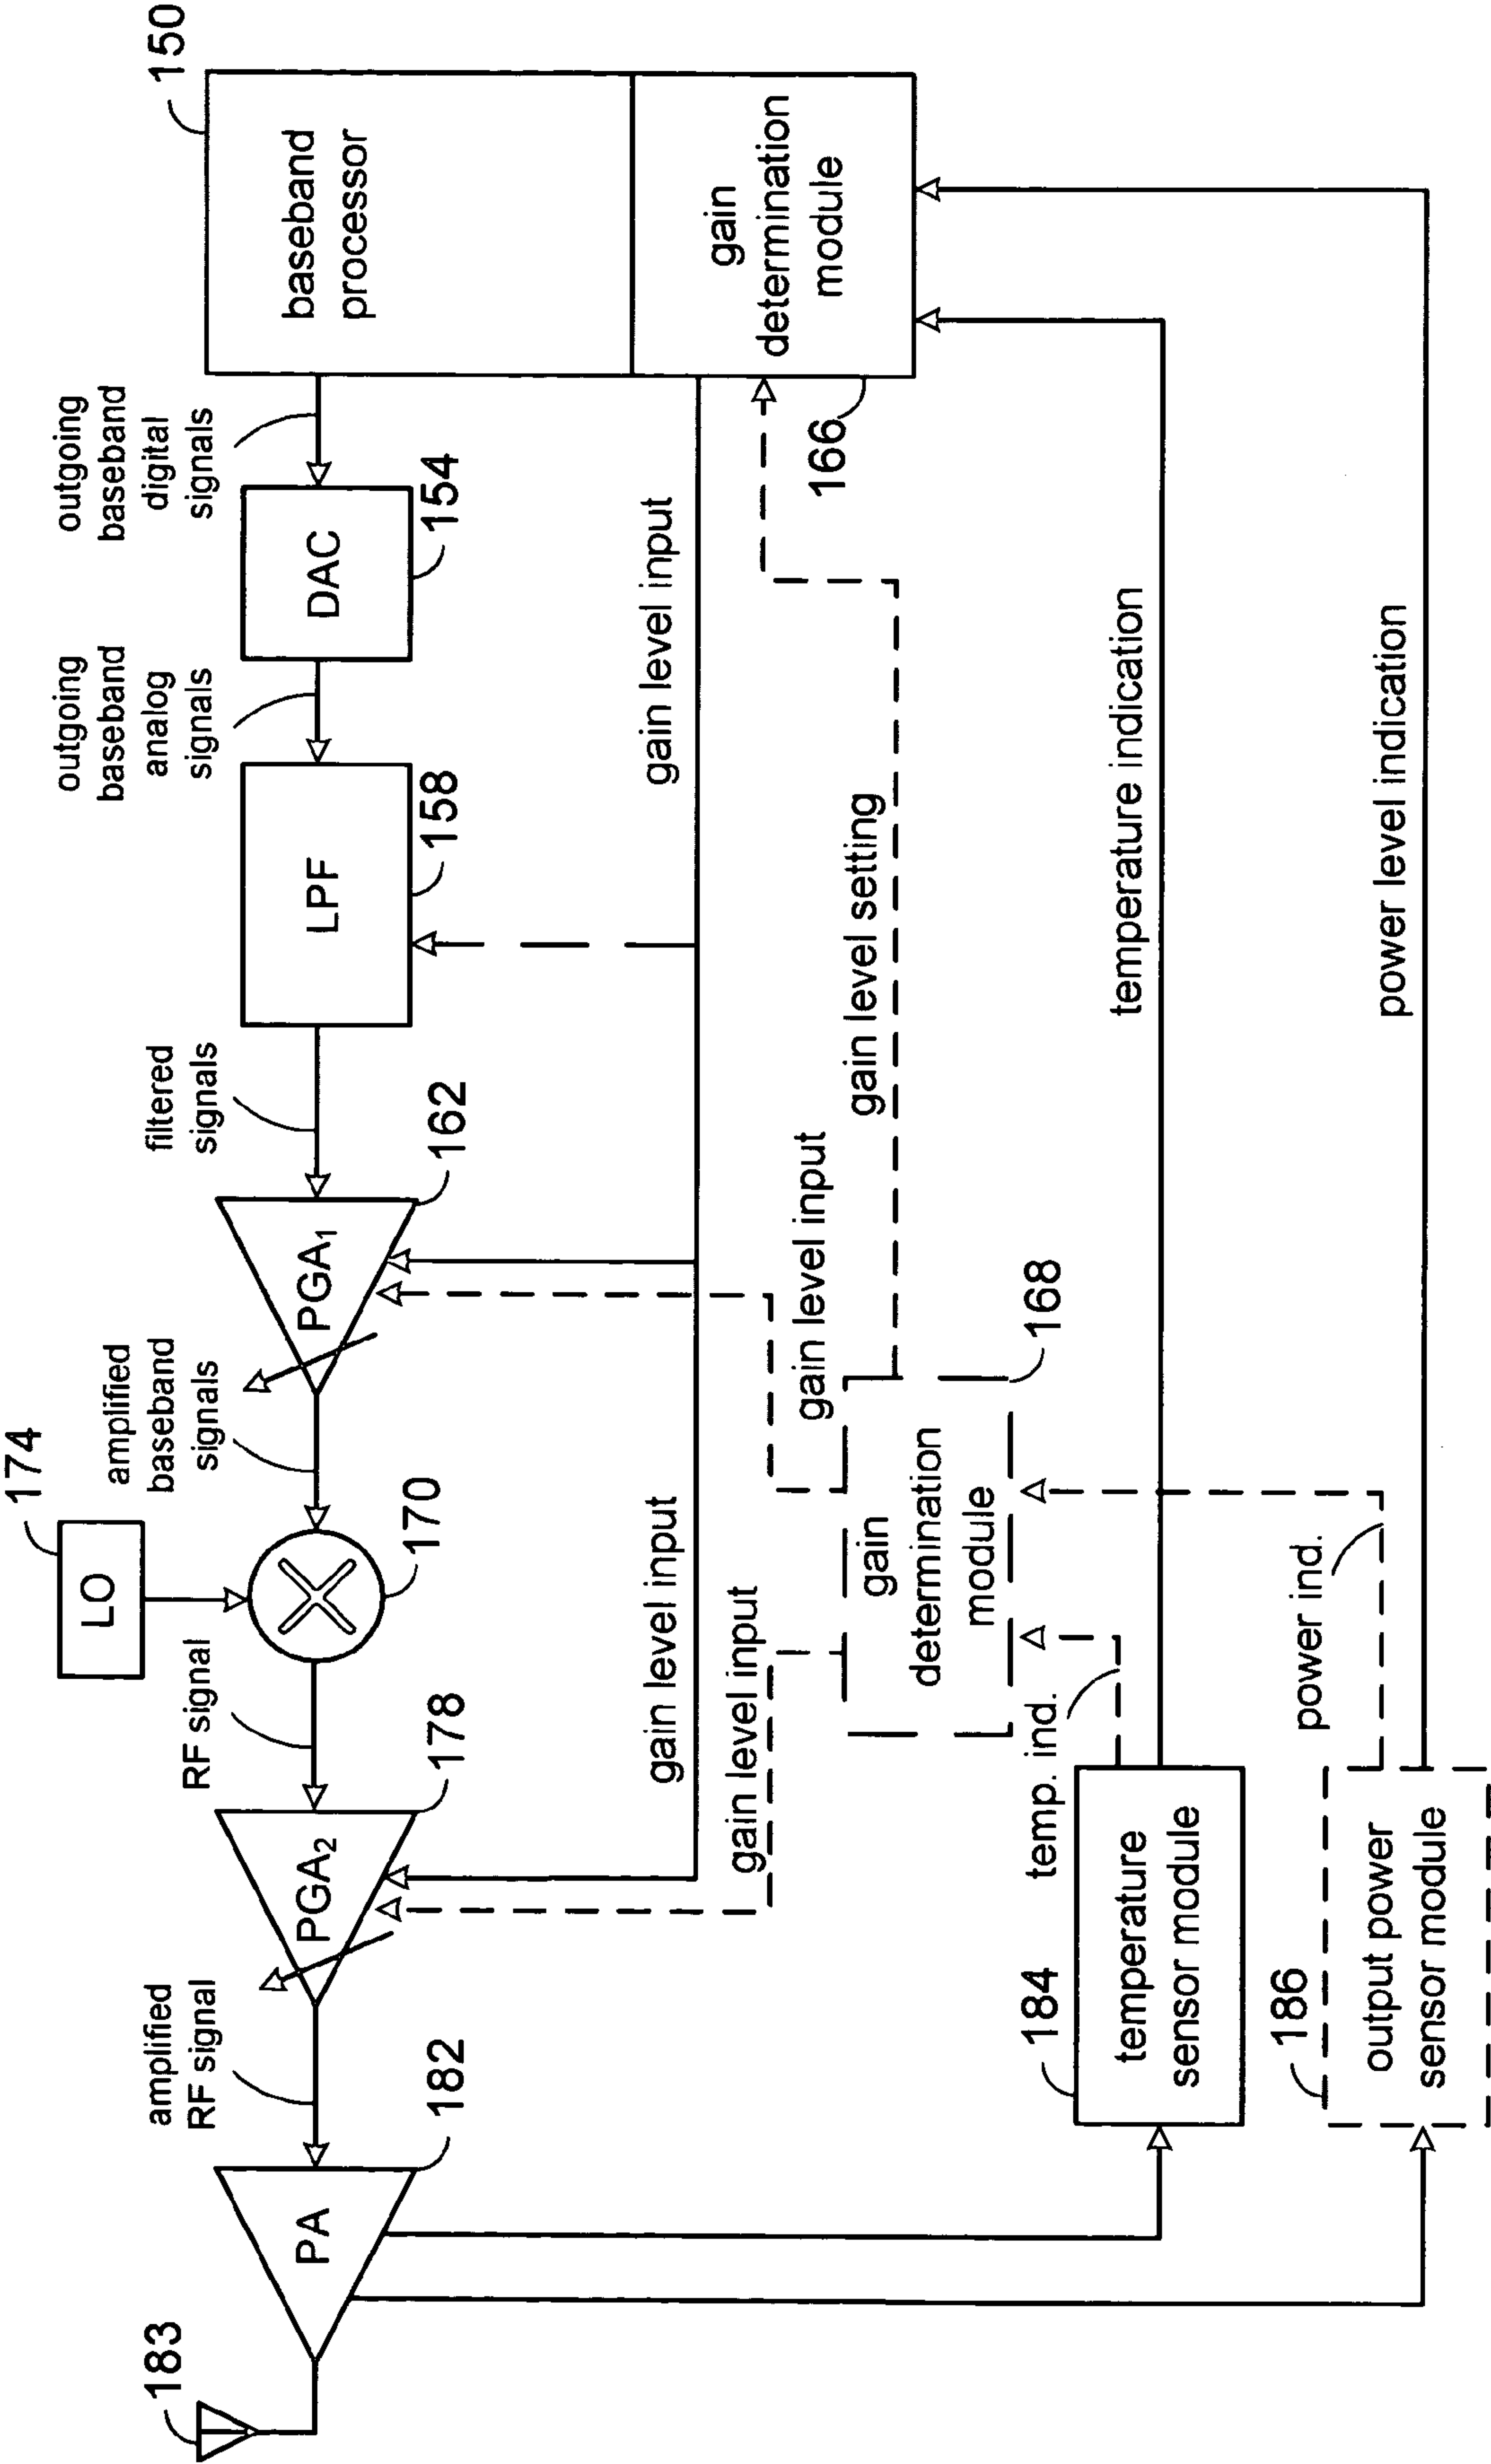 150
baseband
processor
gain
determination
module
166
outgoing
baseband
digital
signals
DAC
154
outgoing
baseband
analog
signals
LPF
158
filtered
signals
PGA₁
162
amplified
baseband
signals
LO
174
170
RF signal
PGA₂
178
amplified
RF signal
PA
182
183
gain level input
gain level input
gain level input
gain level input
gain level setting
gain
determination
module
168
temp. ind.
power ind.
temperature indication
power level indication
184
temperature
sensor module
186
output power
sensor module